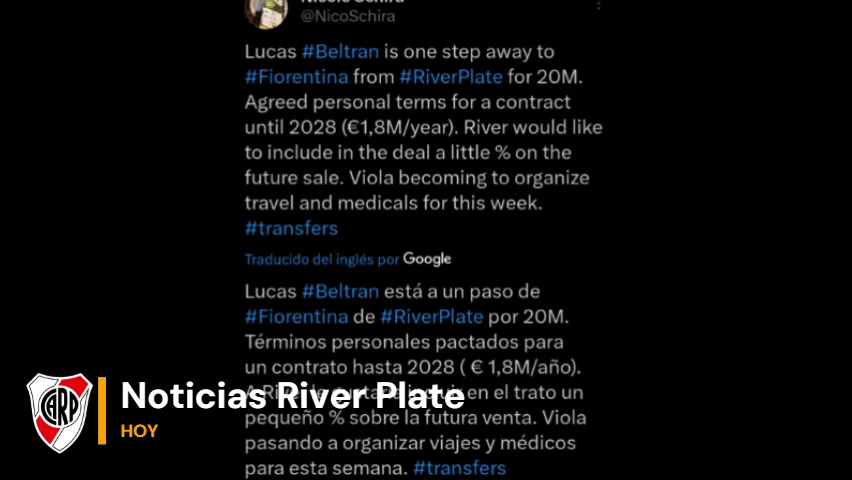 @NicoSchira
Lucas #Beltran is one step away to
#Fiorentina from #RiverPlate for 20M.
Agreed personal terms for a contract
until 2028 (€1,8M/year). River would like
to include in the deal a little % on the
future sale. Viola becoming to organize
travel and medicals for this week.
#transfers
Traducido del inglés por Google
Lucas #Beltran está a un paso de
#Fiorentina de #RiverPlate por 20M.
Términos personales pactados para
un contrato hasta 2028 ( € 1,8M/año).
A River en el trato un
pequeño % sobre la futura venta. Viola
pasando a organizar viajes y médicos
para esta semana. #transfers
CARP
Noticias River Plate
HOY